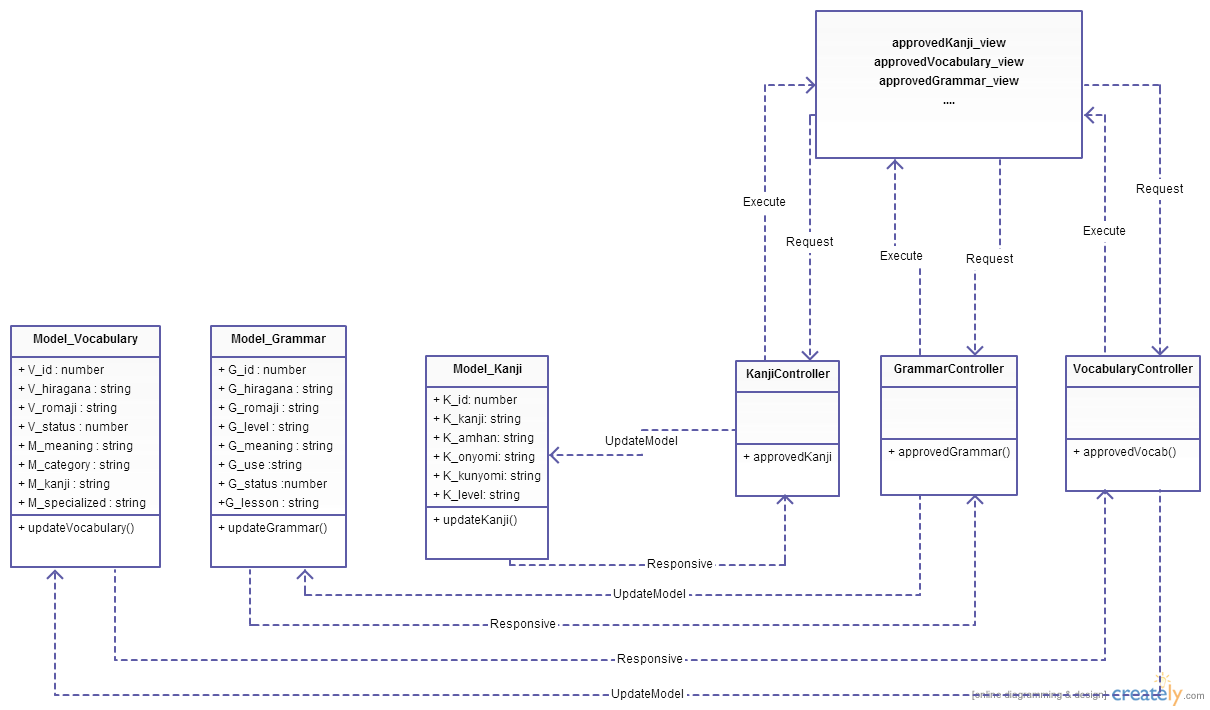 approvedKanji_view
approvedVocabulary_view
approvedGrammar_view
....
Execute
Request
Execute
Request
Execute
Request
Model_Vocabulary
+ V_id : number
+ V_hiragana : string
+ V_romaji : string
+ V_status : number
+ M_meaning : string
+ M_category : string
+ M_kanji : string
+ M_specialized : string
+ updateVocabulary()
Model_Grammar
+ G_id : number
+ G_hiragana : string
+ G_romaji : string
+ G_level : string
+ G_meaning : string
+ G_use :string
+ G_status :number
+G_lesson : string
+ updateGrammar()
Model_Kanji
+ K_id: number
+ K_kanji: string
+ K_amhan: string
+ K_onyomi: string
+ K_kunyomi: string
+ K_level: string
+ updateKanji()
KanjiController
+ approvedKanji
GrammarController
+ approvedGrammar()
VocabularyController
+ approvedVocab()
UpdateModel
Responsive
UpdateModel
Responsive
Responsive
UpdateModel
[online diagramming & design] creately.com